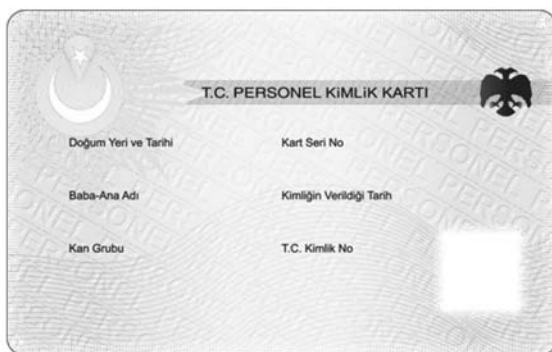 T.C. PERSONEL KiMLiK KARTI
Doğum Yeri ve Tarihi
Kart Seri No
Baba-Ana Adı
Kimliğin Verildiği Tarih
Kan Grubu
T.C. Kimlik No